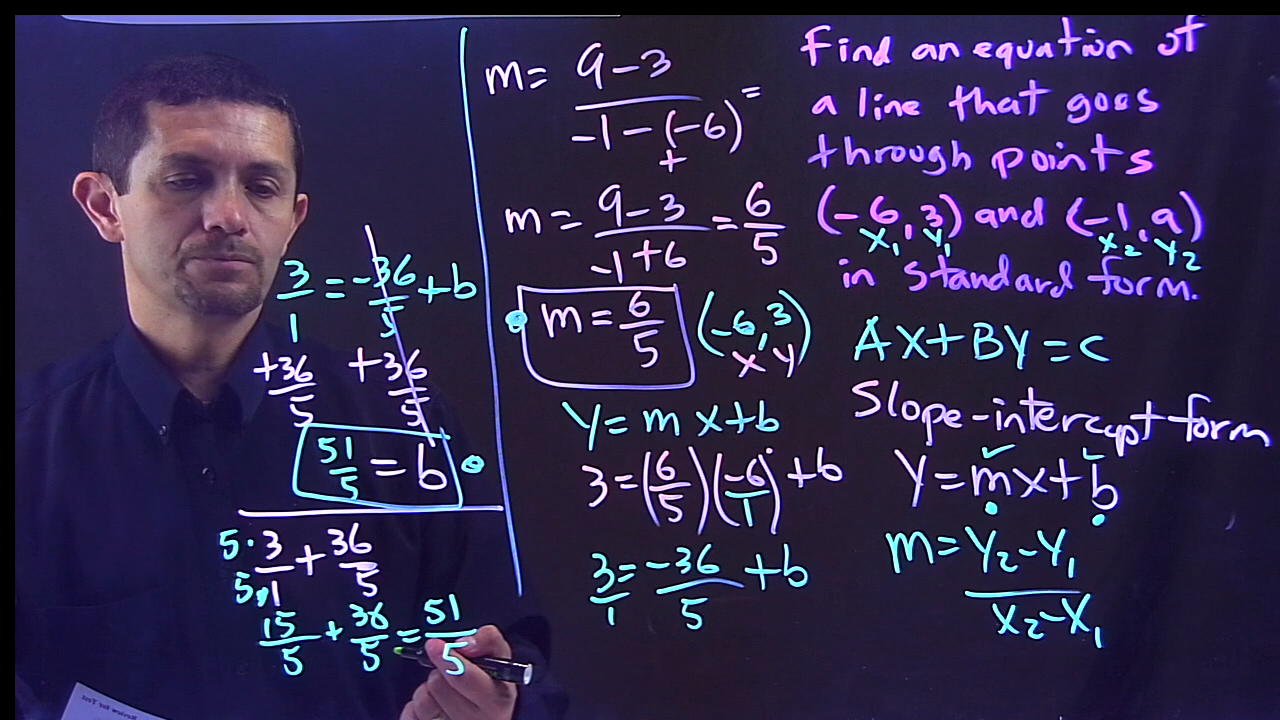 Find an equation of
a line that goes
through points
(-6, 3) and (-1, 9)
X₁ Y₁ X₂ Y₂
in standard form.
AX+BY=C
Slope-intercept form
Y=mx+b
m=Y₂-Y₁
X₂-X₁
m= 9-3 =
-1-(-6)
+
m= 9-3 = 6
-1+6 5
m= 6/5 (-6, 3)
X Y
Y=mx+b
3=(6/5)(-6/1)+b
3/1=-36/5+b
3/1=-36/5+b
+36/5 +36/5
51/5=b
5·3/5·1+36/5
15/5+36/5=51/5